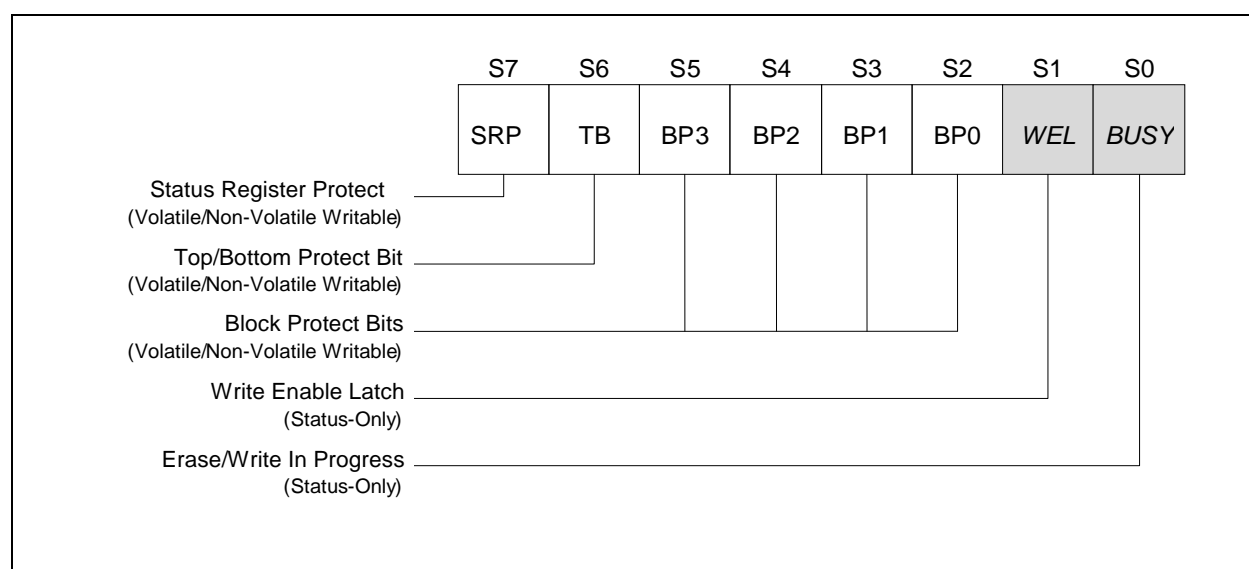 S7 S6 S5 S4 S3 S2 S1 S0
SRP TB BP3 BP2 BP1 BP0 WEL BUSY
Status Register Protect
(Volatile/Non-Volatile Writable)
Top/Bottom Protect Bit
(Volatile/Non-Volatile Writable)
Block Protect Bits
(Volatile/Non-Volatile Writable)
Write Enable Latch
(Status-Only)
Erase/Write In Progress
(Status-Only)